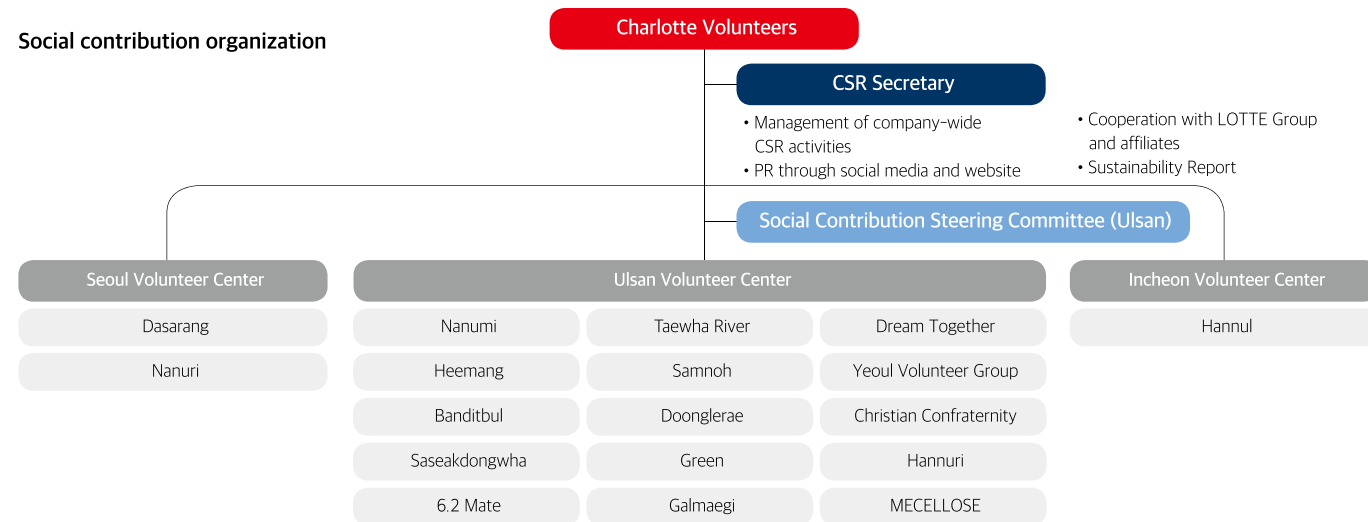 Social contribution organization
Charlotte Volunteers
CSR Secretary
• Management of company-wide
CSR activities
• PR through social media and website
• Cooperation with LOTTE Group
and affiliates
• Sustainability Report
Social Contribution Steering Committee (Ulsan)
Seoul Volunteer Center
Dasarang
Nanuri
Ulsan Volunteer Center
Nanumi
Heemang
Banditbul
Saseakdongwha
6.2 Mate
Taewha River
Samnoh
Doonglerae
Green
Galmaegi
Dream Together
Yeoul Volunteer Group
Christian Confraternity
Hannuri
MECELLOSE
Incheon Volunteer Center
Hannul